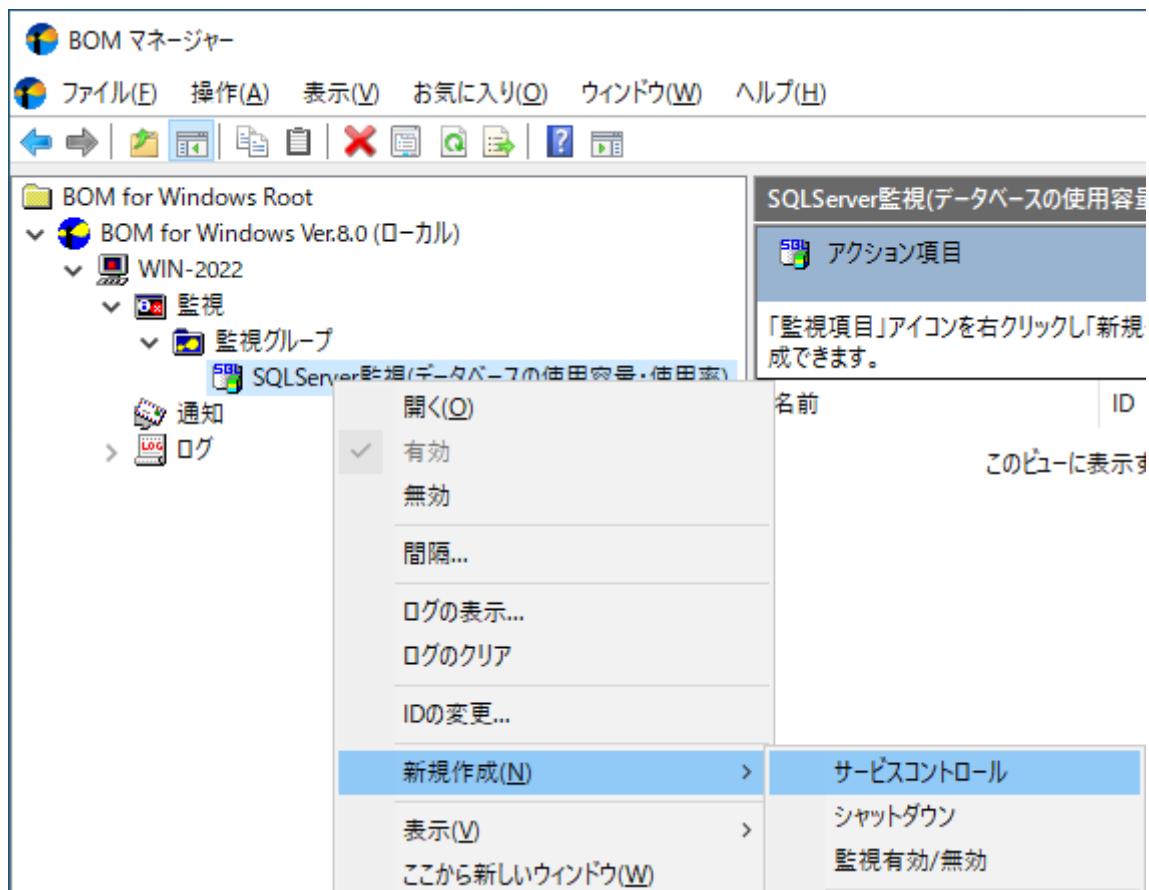 BOM マネージャー
ファイル(F) 操作(A) 表示(V) お気に入り(O) ウィンドウ(W) ヘルプ(H)
BOM for Windows Root
BOM for Windows Ver.8.0 (ローカル)
WIN-2022
監視
監視グループ
SQLServer監視(データベースの使用容量・使用率)
通知
ログ
SQLServer監視(データベースの使用容量
アクション項目
「監視項目」アイコンを右クリックし「新規
成できます。
名前 ID
このビューに表示す
開く(O)
有効
無効
間隔...
ログの表示...
ログのクリア
IDの変更...
新規作成(N)
表示(V)
ここから新しいウィンドウ(W)
サービスコントロール
シャットダウン
監視有効/無効